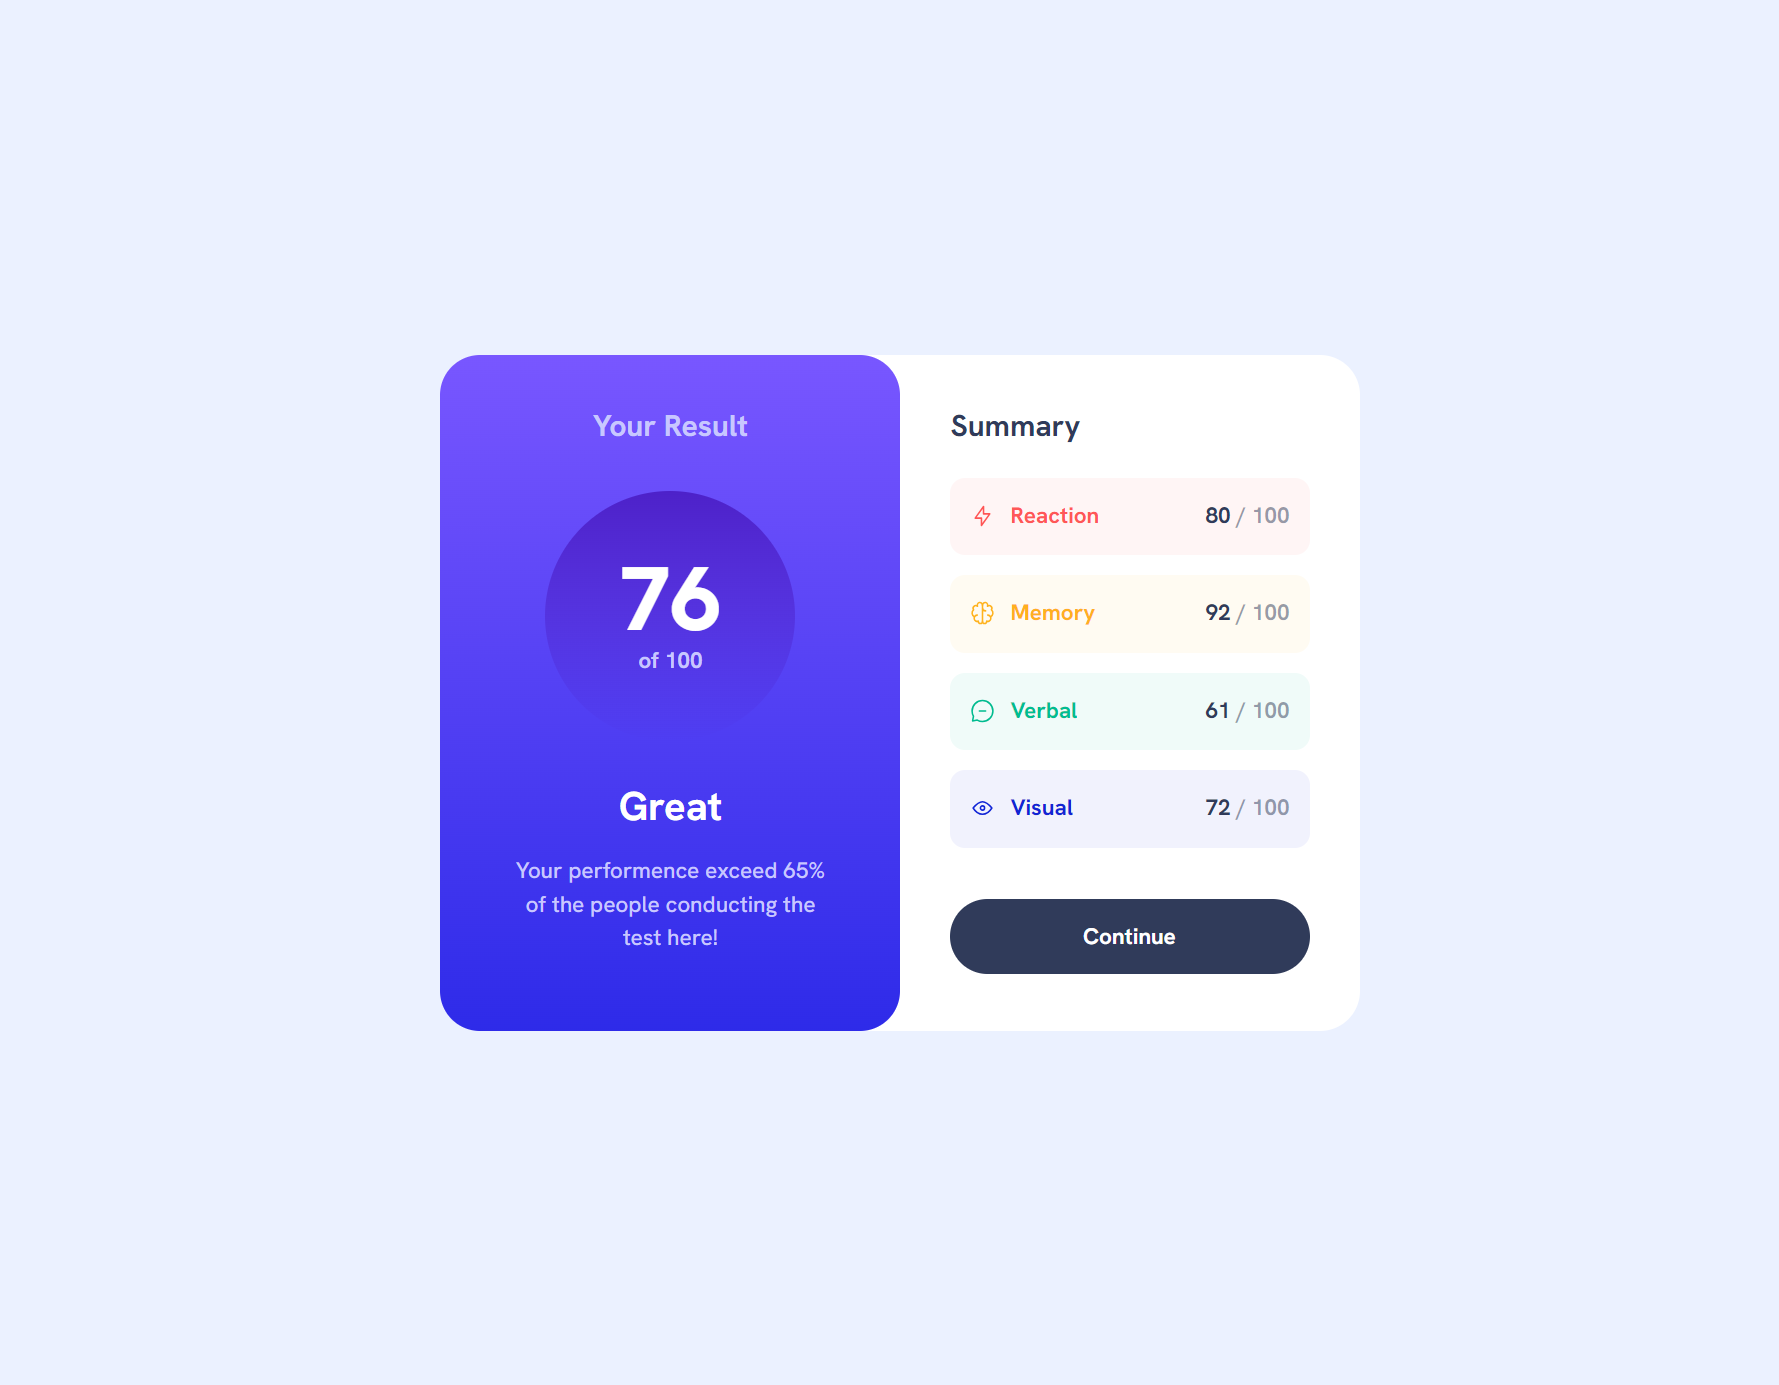 Your Result
76
of 100
Great
Your performence exceed 65%
of the people conducting the
test here!
Summary
Reaction 80 / 100
Memory 92 / 100
Verbal 61 / 100
Visual 72 / 100
Continue